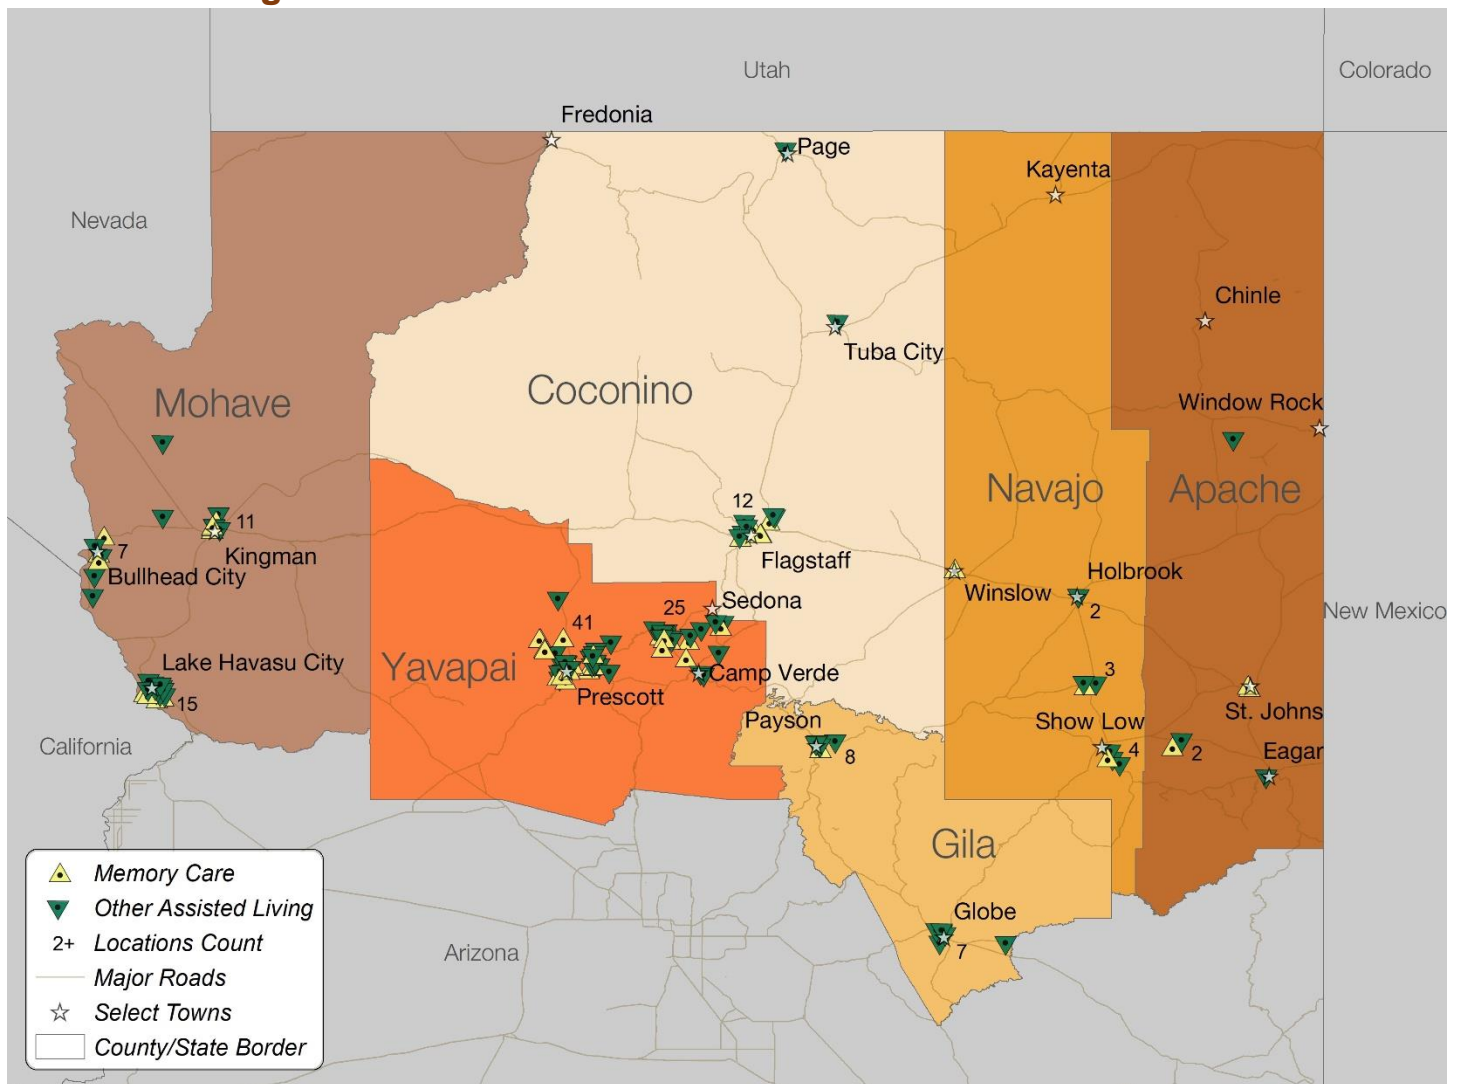 Utah
Colorado
Fredonia
Page
Kayenta
Nevada
Chinle
Tuba City
Coconino
Mohave
Window Rock
Navajo
Apache
12
11
7
Kingman
Flagstaff
Bullhead City
Holbrook
Winslow
Sedona
25
2
New Mexico
41
Lake Havasu City
Yavapai
Camp Verde
3
Prescott
15
St. Johns
Payson
Show Low
California
4
2
Eagar
8
Gila
Globe
7
Arizona
Memory Care
Other Assisted Living
2+ Locations Count
Major Roads
Select Towns
County/State Border